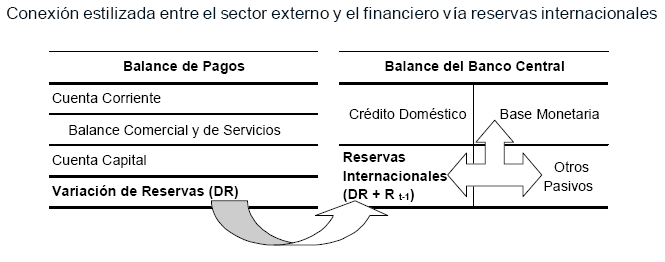 Conexión estilizada entre el sector externo y el financiero vía reservas internacionales
Balance de Pagos
Cuenta Corriente
Balance Comercial y de Servicios
Cuenta Capital
Variación de Reservas (DR)
Balance del Banco Central
Crédito Doméstico
Base Monetaria
Reservas
Internacionales
(DR + R t-1)
Otros
Pasivos